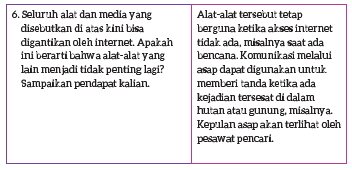 6. Seluruh alat dan media yang
disebutkan di atas kini bisa
digantikan oleh internet. Apakah
ini berarti bahwa alat-alat yang
lain menjadi tidak penting lagi?
Sampaikan pendapat kalian.
Alat-alat tersebut tetap
berguna ketika akses internet
tidak ada, misalnya saat ada
bencana. Komunikasi melalui
asap dapat digunakan untuk
memberi tanda ketika ada
kejadian tersesat di dalam
hutan atau gunung, misalnya.
Kepulan asap akan terlihat oleh
pesawat pencari.